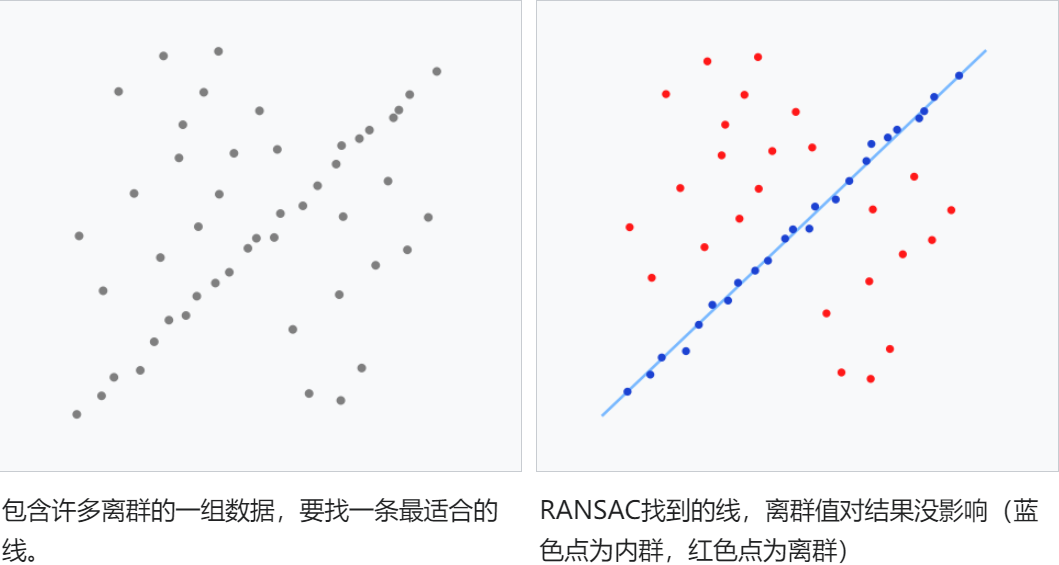 包含许多离群的一组数据，要找一条最适合的
线。
RANSAC找到的线，离群值对结果没影响（蓝
色点为内群，红色点为离群）